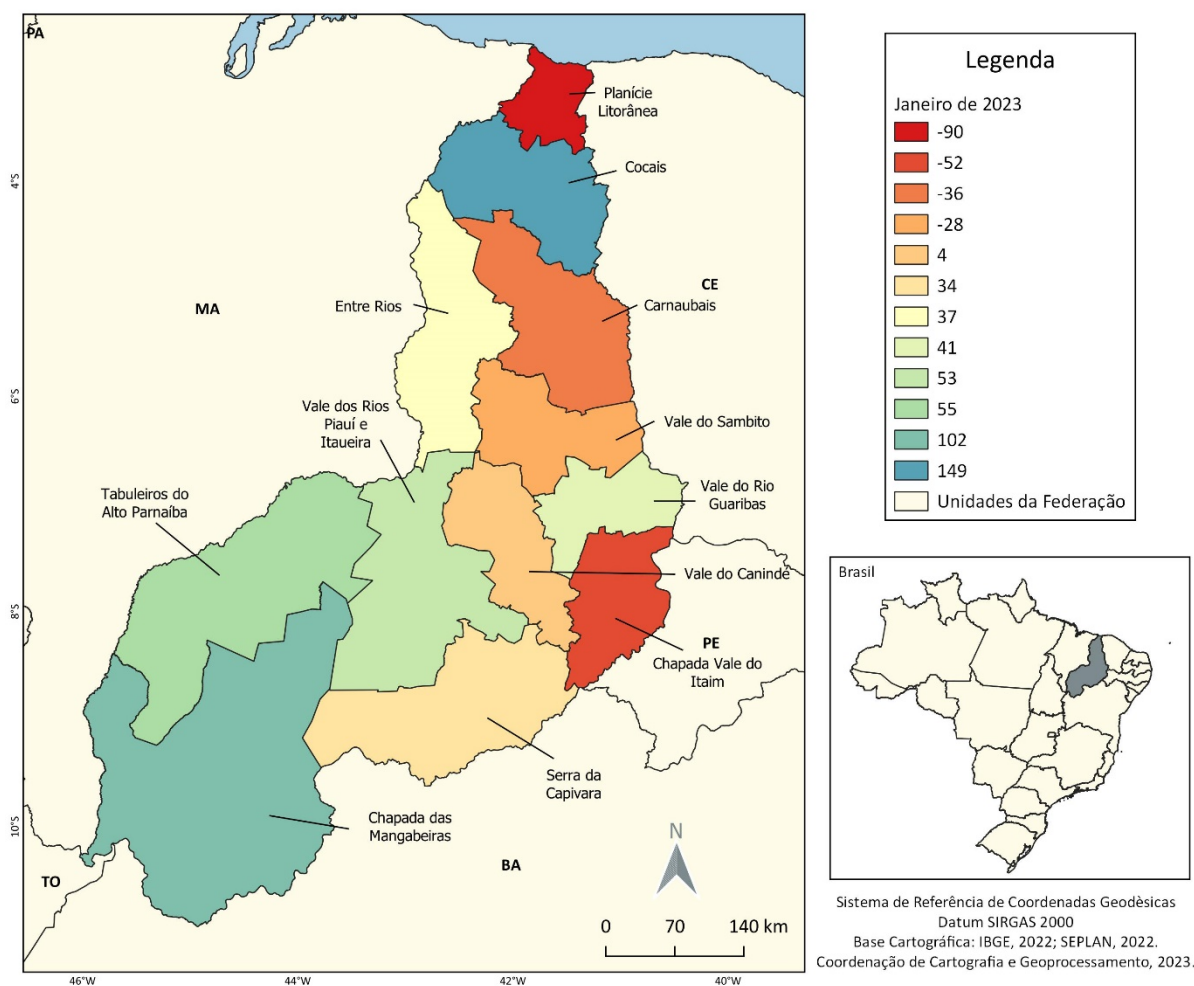 PA
Planície
Litorânea
Cocais
4°S
CE
MA
Entre Rios
Carnaubais
6°S
Vale dos Rios
Piauí e
Itaueira
Vale do Sambito
Tabuleiros do
Alto Parnaíba
Vale do Rio
Guaribas
Vale do Canindé
8°S
PE
Chapada Vale do
Itaim
Serra da
Capivara
Chapada das
Mangabeiras
10°S
N
TO
BA
0 70 140 km
46°W 44°W 42°W 40°W
Legenda
Janeiro de 2023
-90
-52
-36
-28
4
34
37
41
53
55
102
149
Unidades da Federação
Brasil
Sistema de Referência de Coordenadas Geodèsicas
Datum SIRGAS 2000
Base Cartográfica: IBGE, 2022; SEPLAN, 2022.
Coordenação de Cartografia e Geoprocessamento, 2023.